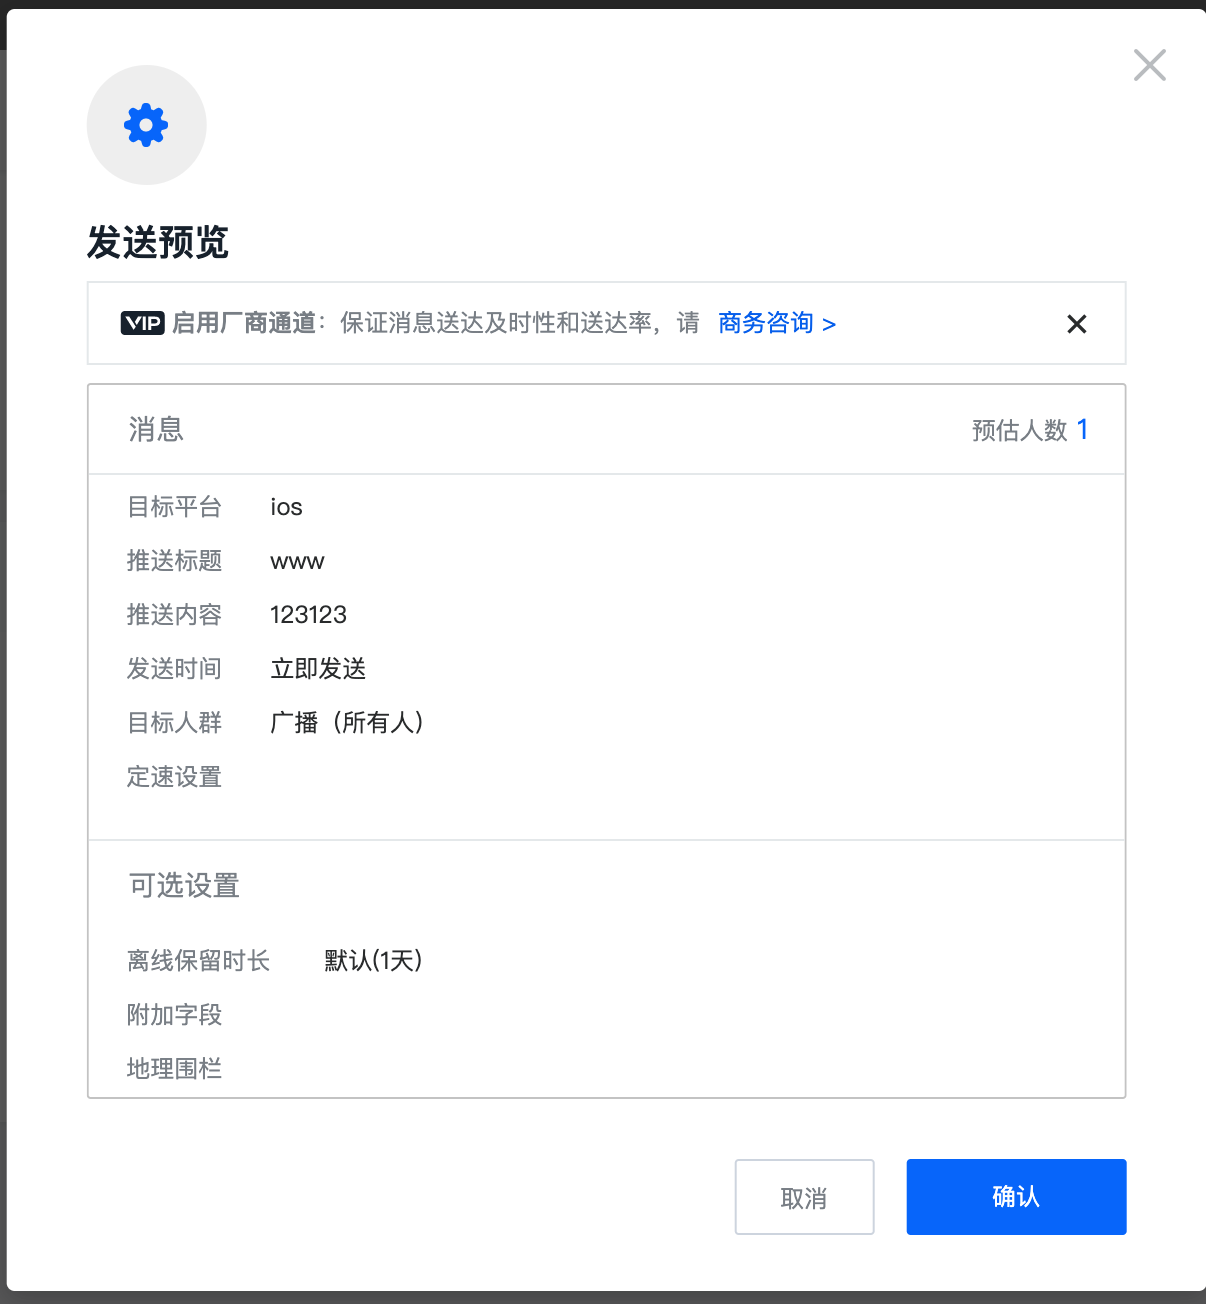 发送预览
VIP 启用厂商通道：保证消息送达及时性和送达率，请 商务咨询 >
消息 预估人数 1
目标平台 ios
推送标题 www
推送内容 123123
发送时间 立即发送
目标人群 广播（所有人）
定速设置
可选设置
离线保留时长 默认(1天)
附加字段
地理围栏
取消 确认